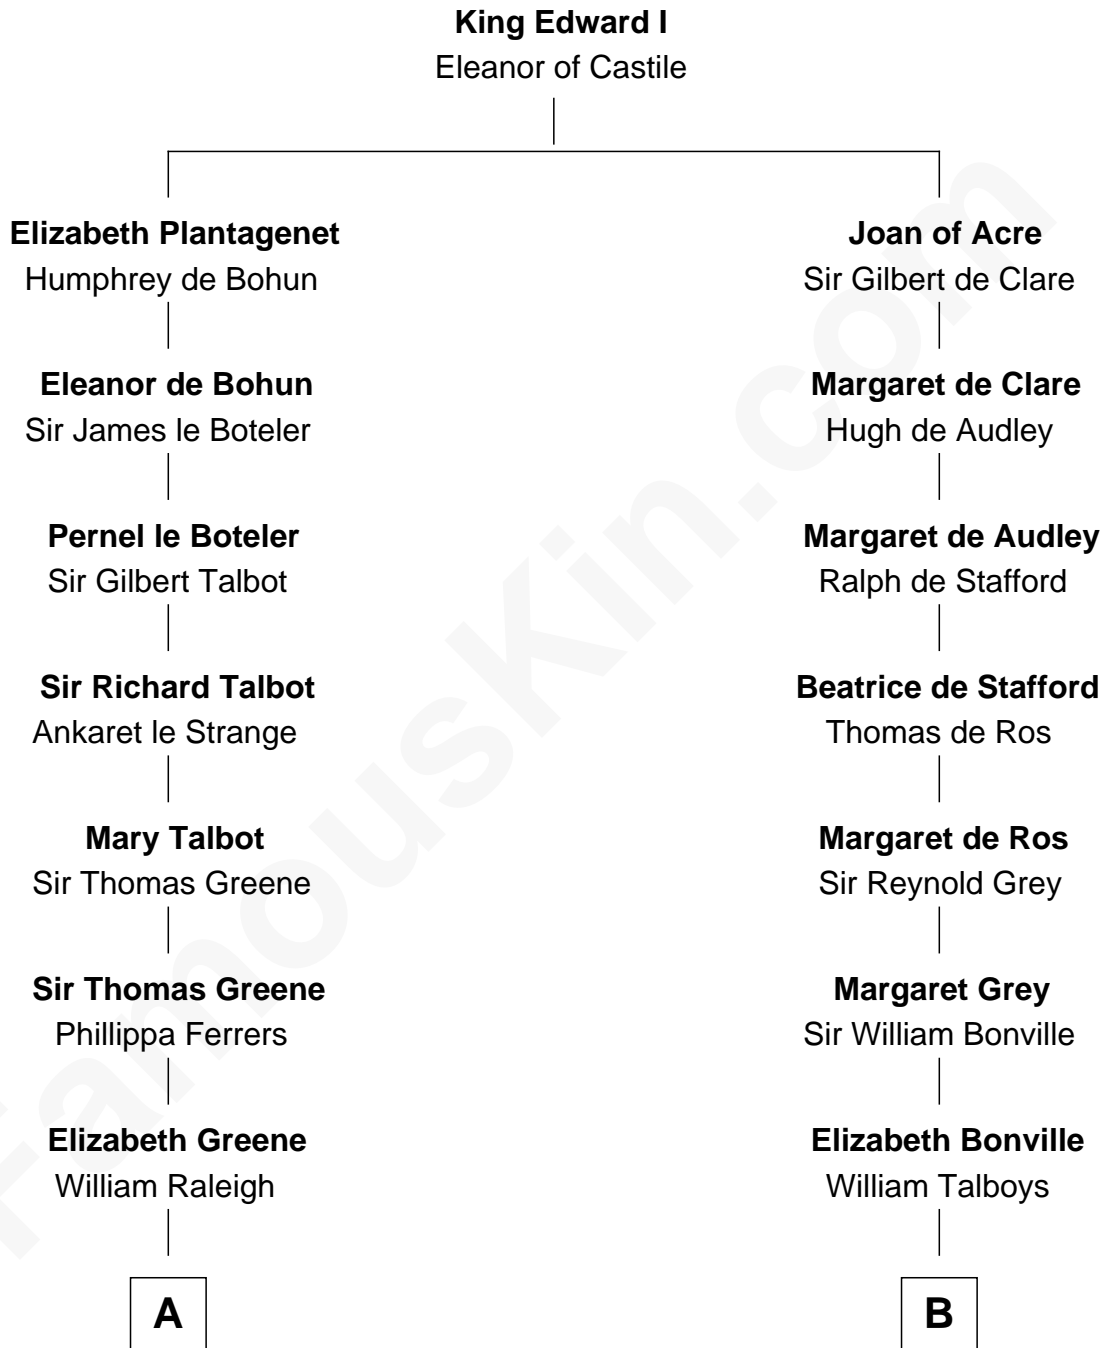 King Edward I
Eleanor of Castile
Elizabeth Plantagenet
Humphrey de Bohun
Joan of Acre
Sir Gilbert de Clare
Eleanor de Bohun
Sir James le Boteler
Margaret de Clare
Hugh de Audley
Pernel le Boteler
Sir Gilbert Talbot
Margaret de Audley
Ralph de Stafford
Sir Richard Talbot
Ankaret le Strange
Beatrice de Stafford
Thomas de Ros
Mary Talbot
Sir Thomas Greene
Margaret de Ros
Sir Reynold Grey
Sir Thomas Greene
Phillippa Ferrers
Margaret Grey
Sir William Bonville
Elizabeth Greene
William Raleigh
Elizabeth Bonville
William Talboys
A
B
FamousKin.com